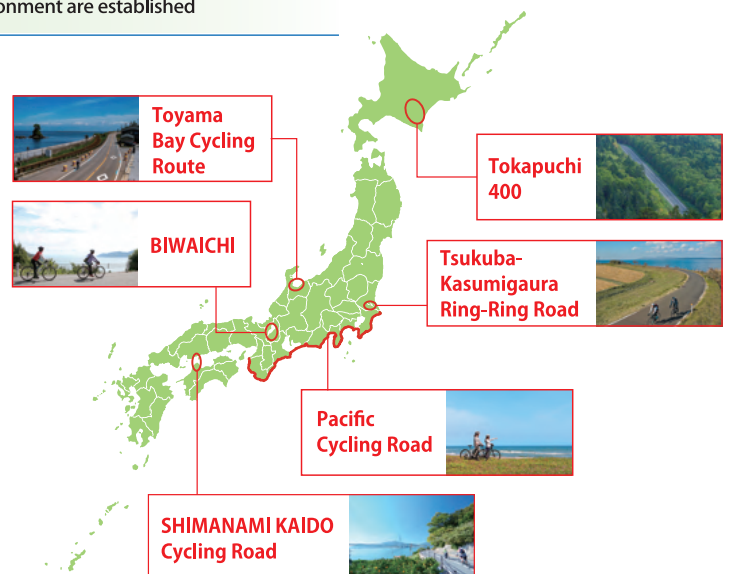 onment are established
Toyama
Bay Cycling
Route
Tokapuchi
400
BIWAICHI
Tsukuba-
Kasumigaura
Ring-Ring Road
Pacific
Cycling Road
SHIMANAMI KAIDO
Cycling Road